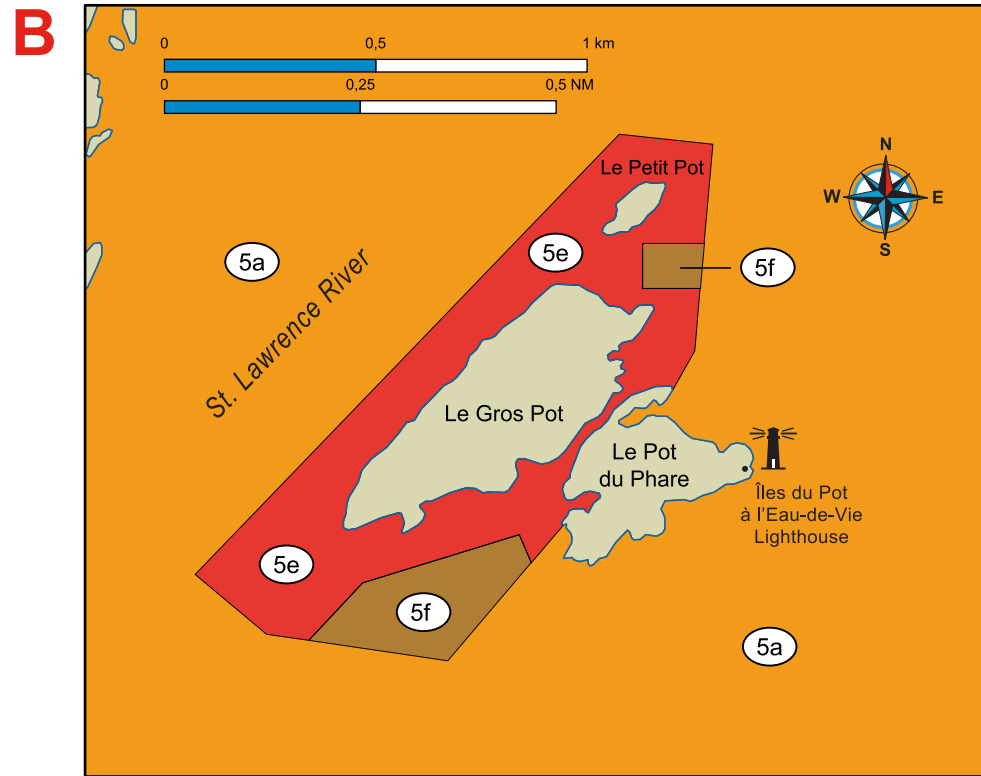 B
0 0,5 1 km
0 0,25 0,5 NM
N
W E
S
Le Petit Pot
5e
5a
5f
St. Lawrence River
Le Gros Pot
Le Pot
du Phare
Îles du Pot
à l'Eau-de-Vie
Lighthouse
5e
5f
5a